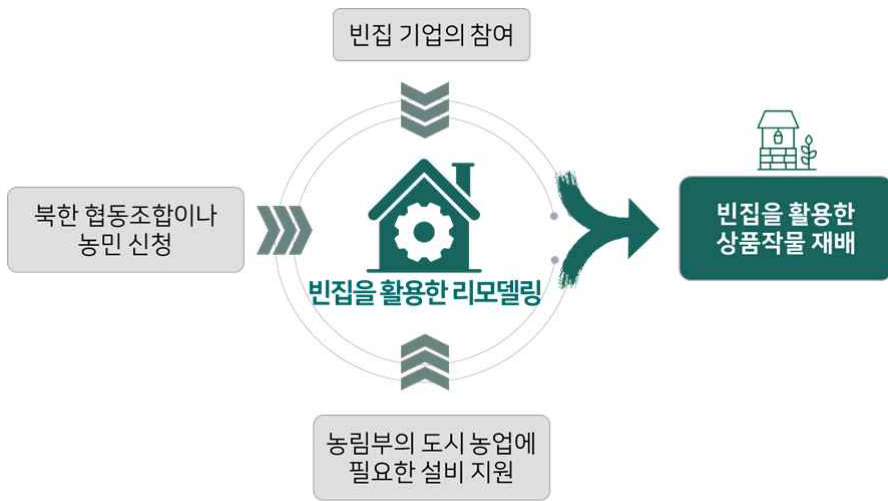 빈집 기업의 참여
북한 협동조합이나
농민 신청
빈집을 활용한 리모델링
빈집을 활용한
상품작물 재배
농림부의 도시 농업에
필요한 설비 지원